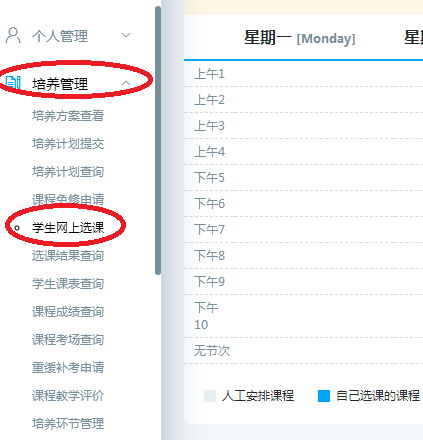 个人管理
培养管理
培养方案查看
培养计划提交
培养计划查询
课程免修申请
学生网上选课
选课结果查询
学生课表查询
课程成绩查询
课程考场查询
重缓补考申请
课程教学评价
培养环节管理
星期一 [Monday]
上午1
上午2
上午3
上午4
下午5
下午6
下午7
下午8
下午9
下午
10
无节次
人工安排课程 自己选课的课程